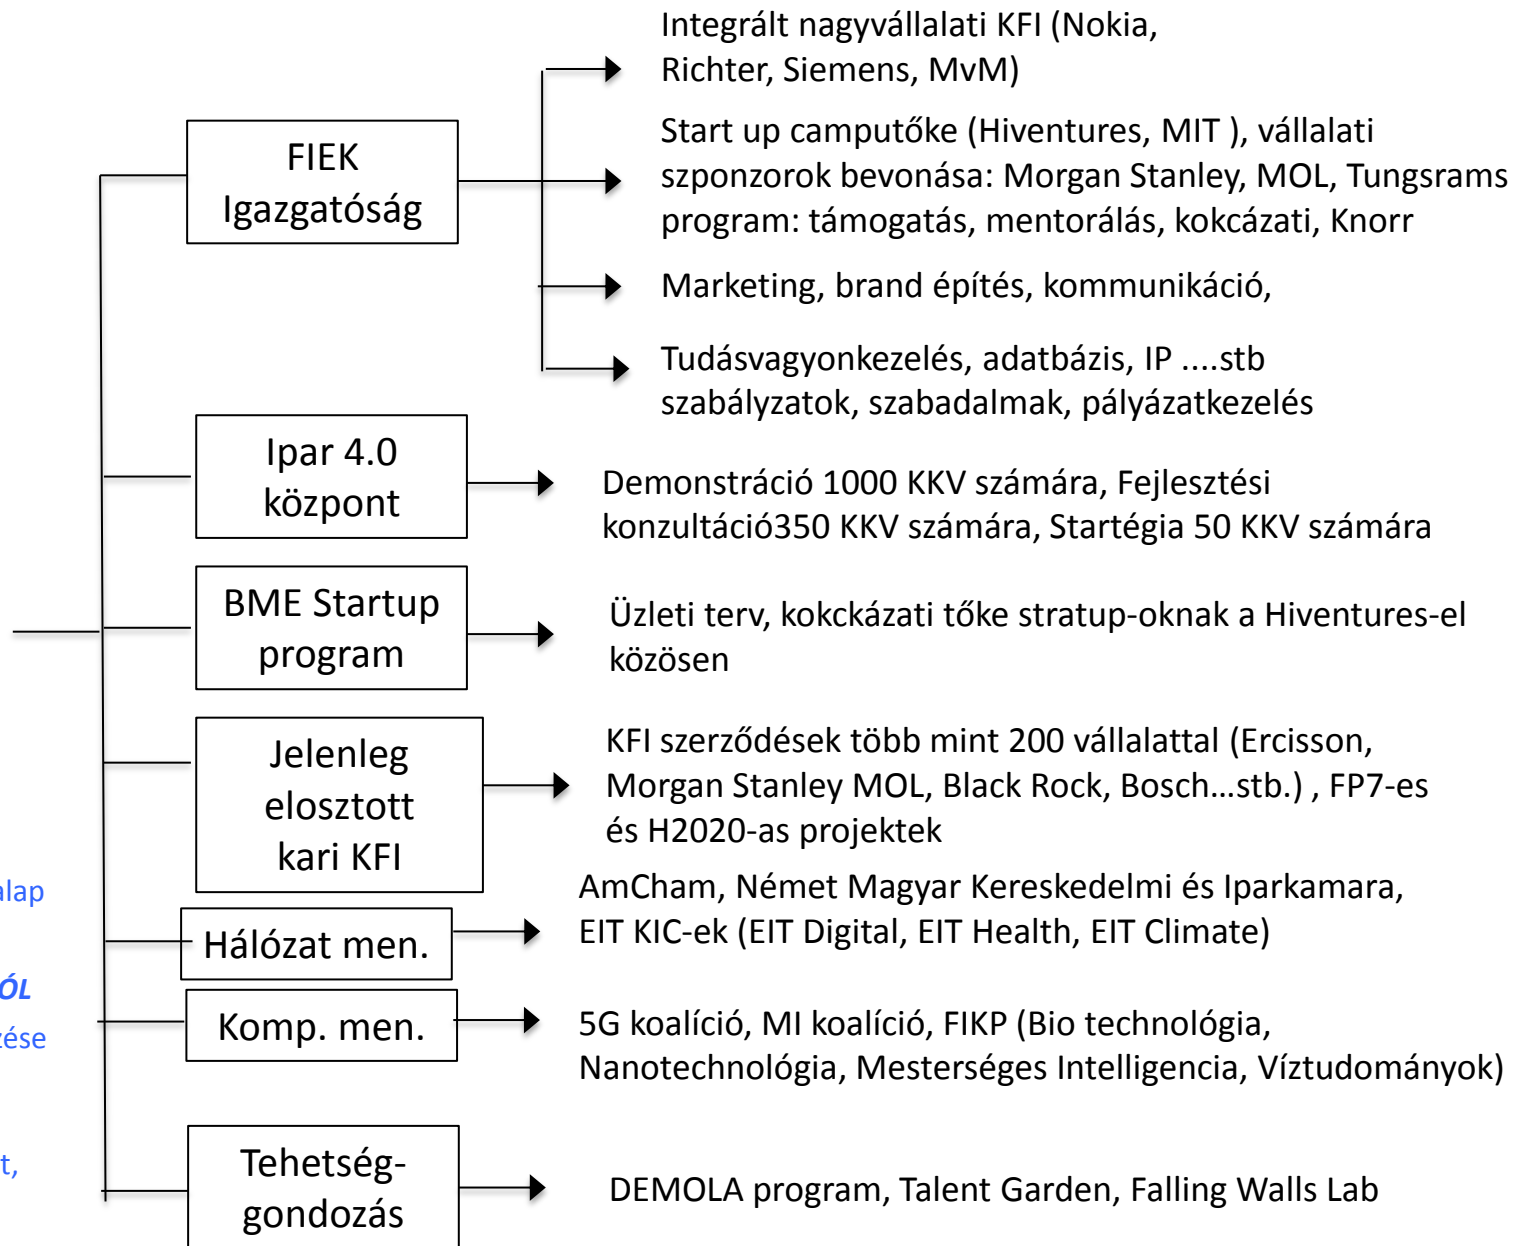 Integrált nagyvállalati KFI (Nokia,
Richter, Siemens, MvM)
FIEK
Igazgatóság
Start up camputőke (Hiventures, MIT ), vállalati
szponzorok bevonása: Morgan Stanley, MOL, Tungsrams
program: támogatás, mentorálás, kokcázati, Knorr
Marketing, brand építés, kommunikáció,
Tudásvagyonkezelés, adatbázis, IP ....stb
szabályzatok, szabadalmak, pályázatkezelés
Ipar 4.0
központ
Demonstráció 1000 KKV számára, Fejlesztési
konzultáció350 KKV számára, Startégia 50 KKV számára
BME Startup
program
Üzleti terv, kokckázati tőke stratup-oknak a Hiventures-el
közösen
Jelenleg
elosztott
kari KFI
KFI szerződések több mint 200 vállalattal (Ercisson,
Morgan Stanley MOL, Black Rock, Bosch...stb.) , FP7-es
és H2020-as projektek
alap
Hálózat men.
AmCham, Német Magyar Kereskedelmi és Iparkamara,
EIT KIC-ek (EIT Digital, EIT Health, EIT Climate)
ÓL
zése
Komp. men.
5G koalíció, MI koalíció, FIKP (Bio technológia,
Nanotechnológia, Mesterséges Intelligencia, Víztudományok)
t,
Tehetség-
gondozás
DEMOLA program, Talent Garden, Falling Walls Lab